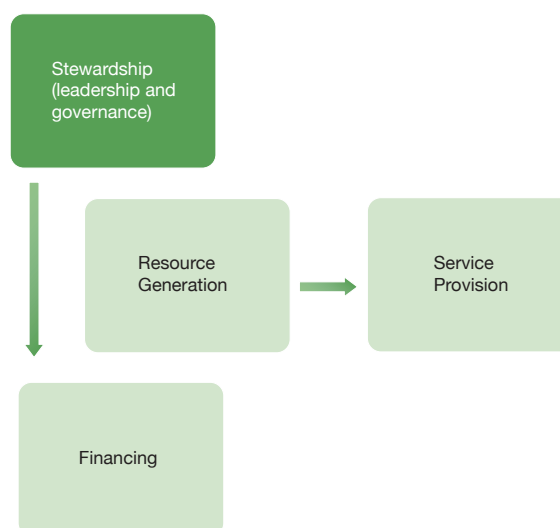 Stewardship
(leadership and
governance)
Resource
Generation
Service
Provision
Financing